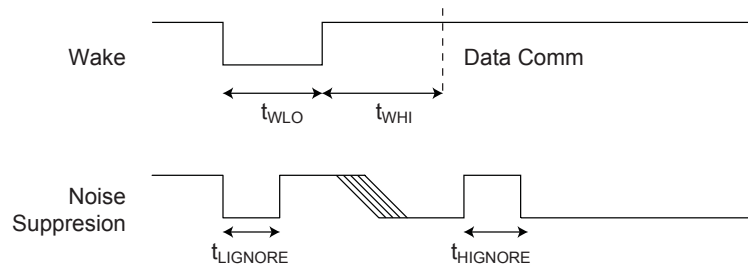 Wake
Data Comm
tWLO
tWHI
Noise
Suppresion
tLIGNORE
tHIGNORE